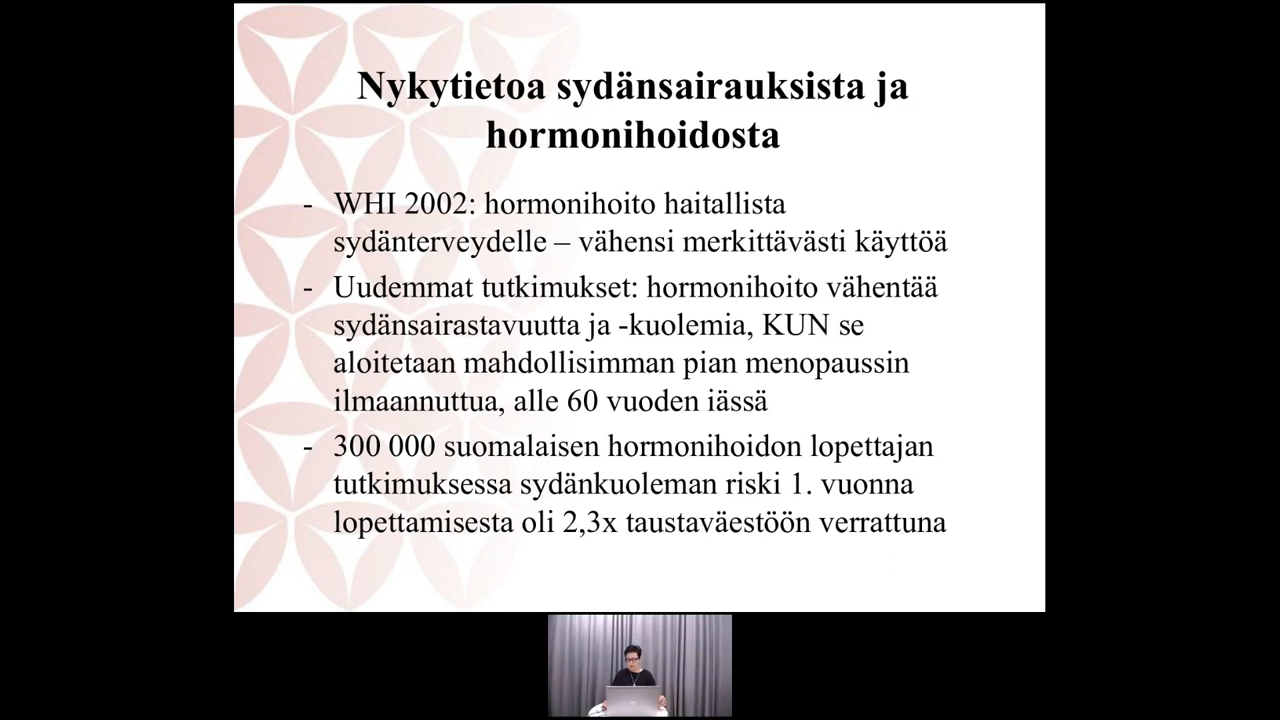 Nykytietoa sydänsairauksista ja
hormonihoidosta
- WHI 2002: hormonihoito haitallista
sydänterveydelle – vähensi merkittävästi käyttöä
- Uudemmat tutkimukset: hormonihoito vähentää
sydänsairastavuutta ja -kuolemia, KUN se
aloitetaan mahdollisimman pian menopaussin
ilmaannuttua, alle 60 vuoden iässä
- 300 000 suomalaisen hormonihoidon lopettajan
tutkimuksessa sydänkuoleman riski 1. vuonna
lopettamisesta oli 2,3x taustaväestöön verrattuna